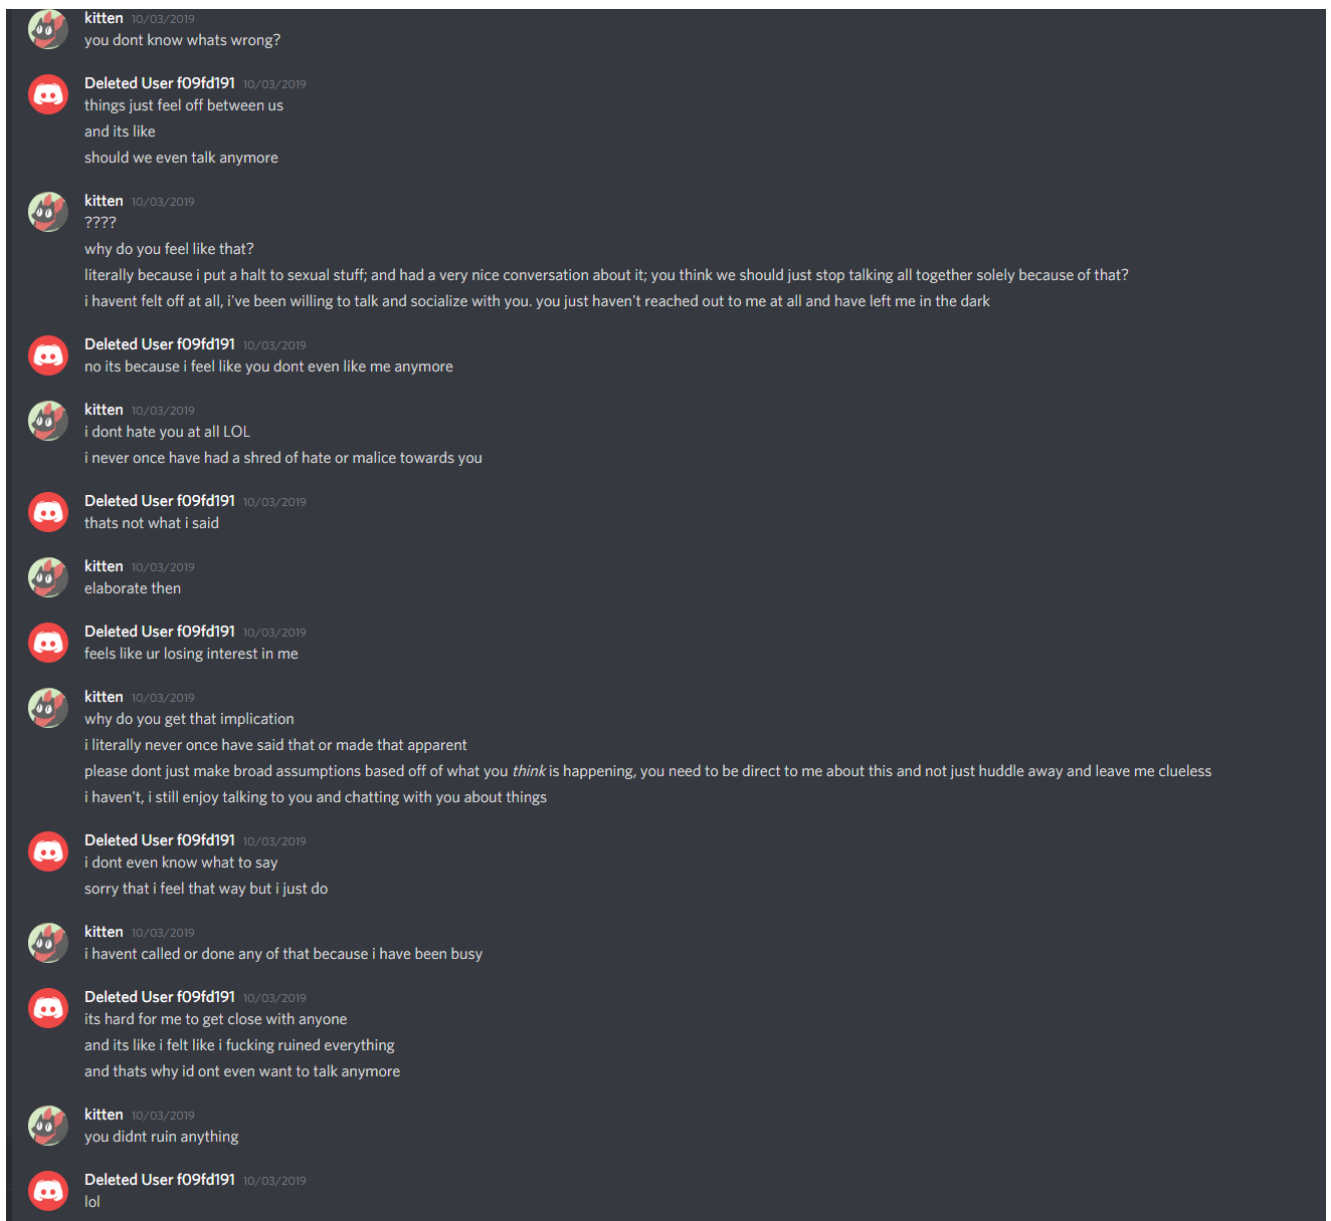 kitten 10/03/2019
you dont know whats wrong?
Deleted User f09fd191 10/03/2019
things just feel off between us
and its like
should we even talk anymore
kitten 10/03/2019
????
why do you feel like that?
literally because i put a halt to sexual stuff; and had a very nice conversation about it; you think we should just stop talking all together solely because of that?
i havent felt off at all, i've been willing to talk and socialize with you. you just haven't reached out to me at all and have left me in the dark
Deleted User f09fd191 10/03/2019
no its because i feel like you dont even like me anymore
kitten 10/03/2019
i dont hate you at all LOL
i never once have had a shred of hate or malice towards you
Deleted User f09fd191 10/03/2019
thats not what i said
kitten 10/03/2019
elaborate then
Deleted User f09fd191 10/03/2019
feels like ur losing interest in me
kitten 10/03/2019
why do you get that implication
i literally never once have said that or made that apparent
please dont just make broad assumptions based off of what you think is happening, you need to be direct to me about this and not just huddle away and leave me clueless
i haven't, i still enjoy talking to you and chatting with you about things
Deleted User f09fd191 10/03/2019
i dont even know what to say
sorry that i feel that way but i just do
kitten 10/03/2019
i havent called or done any of that because i have been busy
Deleted User f09fd191 10/03/2019
its hard for me to get close with anyone
and its like i felt like i fucking ruined everything
and thats why id ont even want to talk anymore
kitten 10/03/2019
you didnt ruin anything
Deleted User f09fd191 10/03/2019
lol